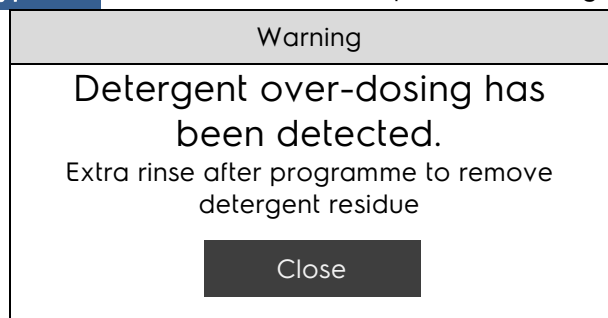 Warning
Detergent over-dosing has
been detected.
Extra rinse after programme to remove
detergent residue
Close